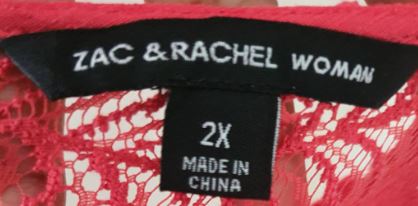 ZAC & RACHEL WOMAN
2X
MADE IN
CHINA